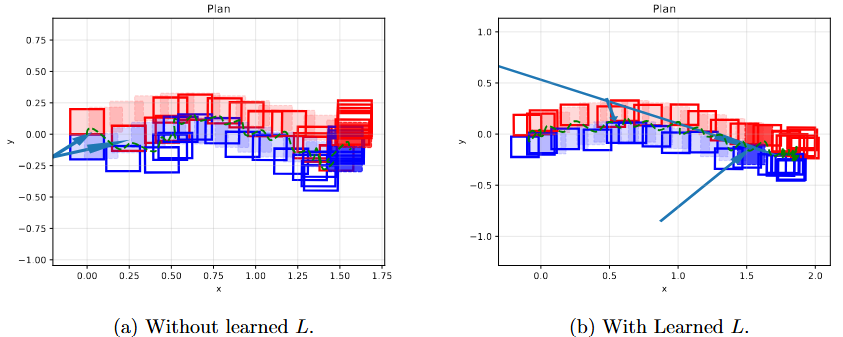 Plan
0.75
0.50
0.25
0.00
−0.25
−0.50
−0.75
−1.00
y
0.00 0.25 0.50 0.75 1.00 1.25 1.50 1.75
x
(a) Without learned L.
Plan
1.0
0.5
0.0
−0.5
−1.0
y
0.0 0.5 1.0 1.5 2.0
x
(b) With Learned L.